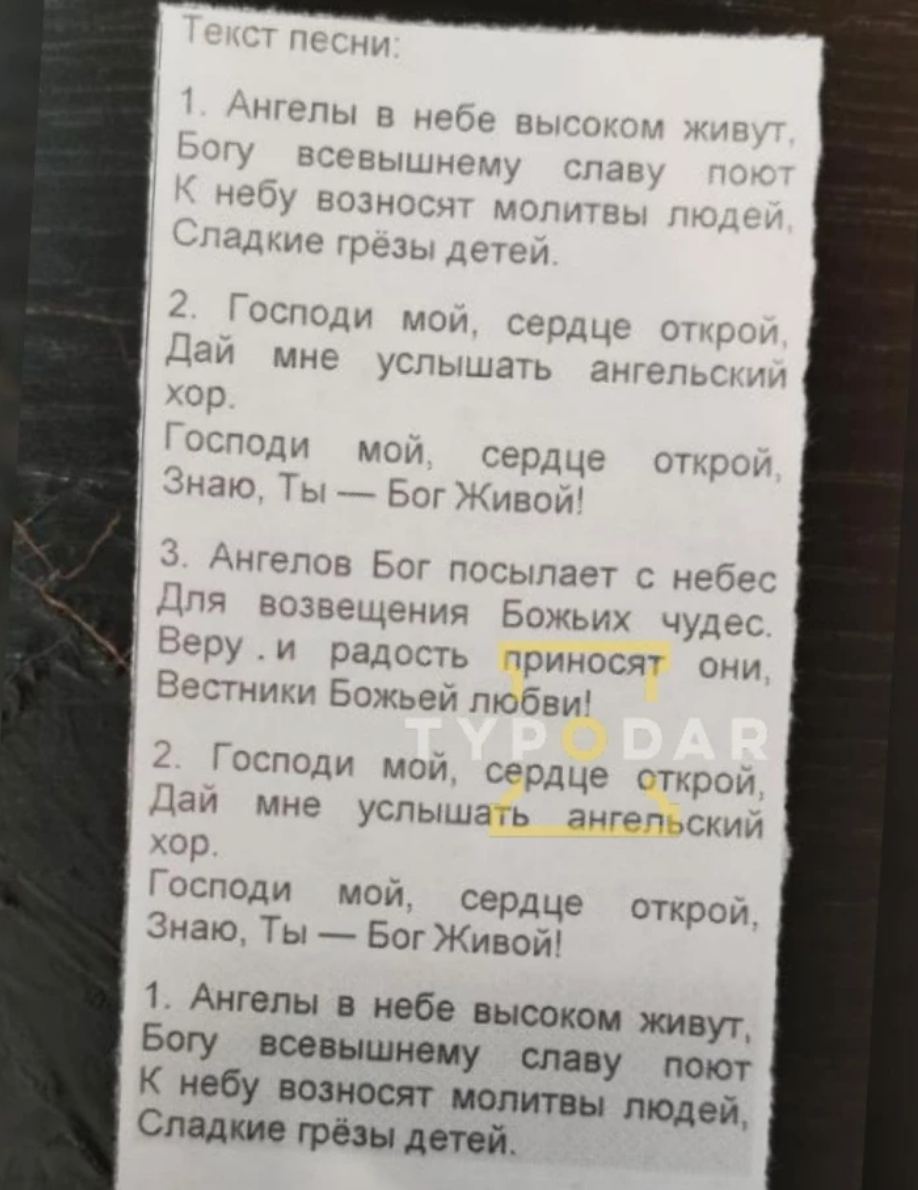 Текст песни:
1. Ангелы в небе высоком живут,
Богу всевышнему славу поют
К небу возносят молитвы людей,
Сладкие грёзы детей.
2. Господи мой, сердце открой,
Дай мне услышать ангельский
хор.
Господи мой, сердце открой,
Знаю, Ты — Бог Живой!
3. Ангелов Бог посылает с небес
Для возвещения Божьих чудес.
Веру . и радость приносят они,
Вестники Божьей любви!
TYPODAR
2. Господи мой, сердце открой,
Дай мне услышать ангельский
хор.
Господи мой, сердце открой,
Знаю, Ты — Бог Живой!
1. Ангелы в небе высоком живут,
Богу всевышнему славу поют
К небу возносят молитвы людей,
Сладкие грёзы детей.